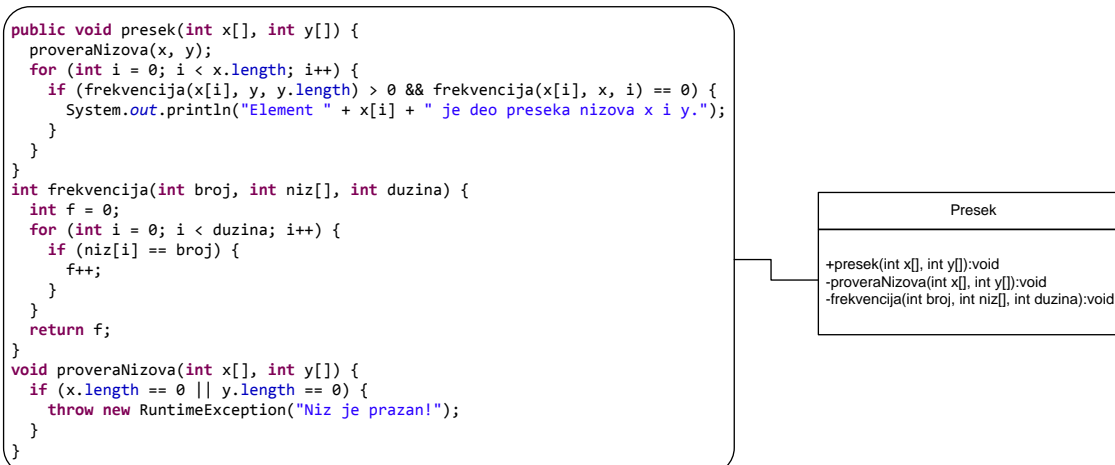 public void presek(int x[], int y[]) {
  proveraNizova(x, y);
  for (int i = 0; i < x.length; i++) {
    if (frekvencija(x[i], y, y.length) > 0 && frekvencija(x[i], x, i) == 0) {
      System.out.println("Element " + x[i] + " je deo preseka nizova x i y.");
    }
  }
}
int frekvencija(int broj, int niz[], int duzina) {
  int f = 0;
  for (int i = 0; i < duzina; i++) {
    if (niz[i] == broj) {
      f++;
    }
  }
  return f;
}
void proveraNizova(int x[], int y[]) {
  if (x.length == 0 || y.length == 0) {
    throw new RuntimeException("Niz je prazan!");
  }
}
Presek
+presek(int x[], int y[]):void
-proveraNizova(int x[], int y[]):void
-frekvencija(int broj, int niz[], int duzina):void